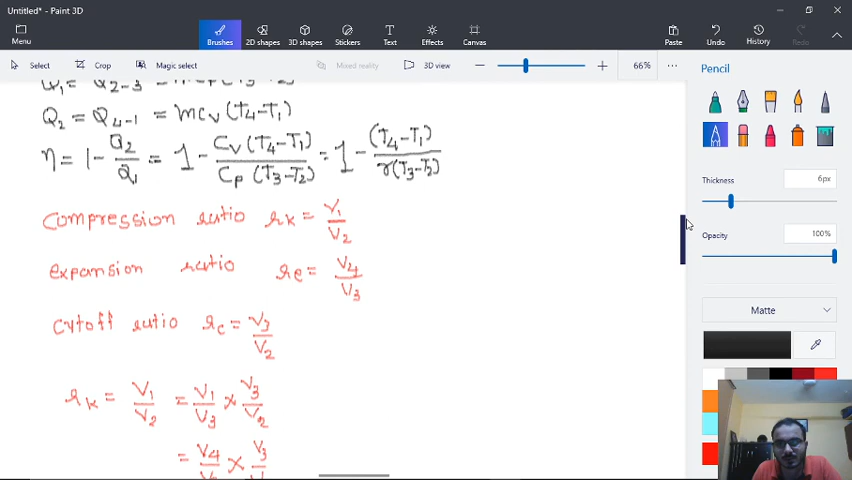 Untitled* - Paint 3D
Menu
Brushes
2D shapes
3D shapes
Stickers
Text
Effects
Canvas
Paste
Undo
History
Redo
Select
Crop
Magic select
Mixed reality
3D view
66%
Pencil
Thickness
6px
Opacity
100%
Matte
Q₂ = Q₄₋₁ = mCv (T₄-T₁)
η = 1 - Q₂/Q₁ = 1 - Cv (T₄-T₁)/Cp (T₃-T₂) = 1 - (T₄-T₁)/γ(T₃-T₂)
Compression ratio rk = V₁/V₂
expansion ratio re = V₄/V₃
cutoff ratio rc = V₃/V₂
rk = V₁/V₂ = V₁/V₃ × V₃/V₂